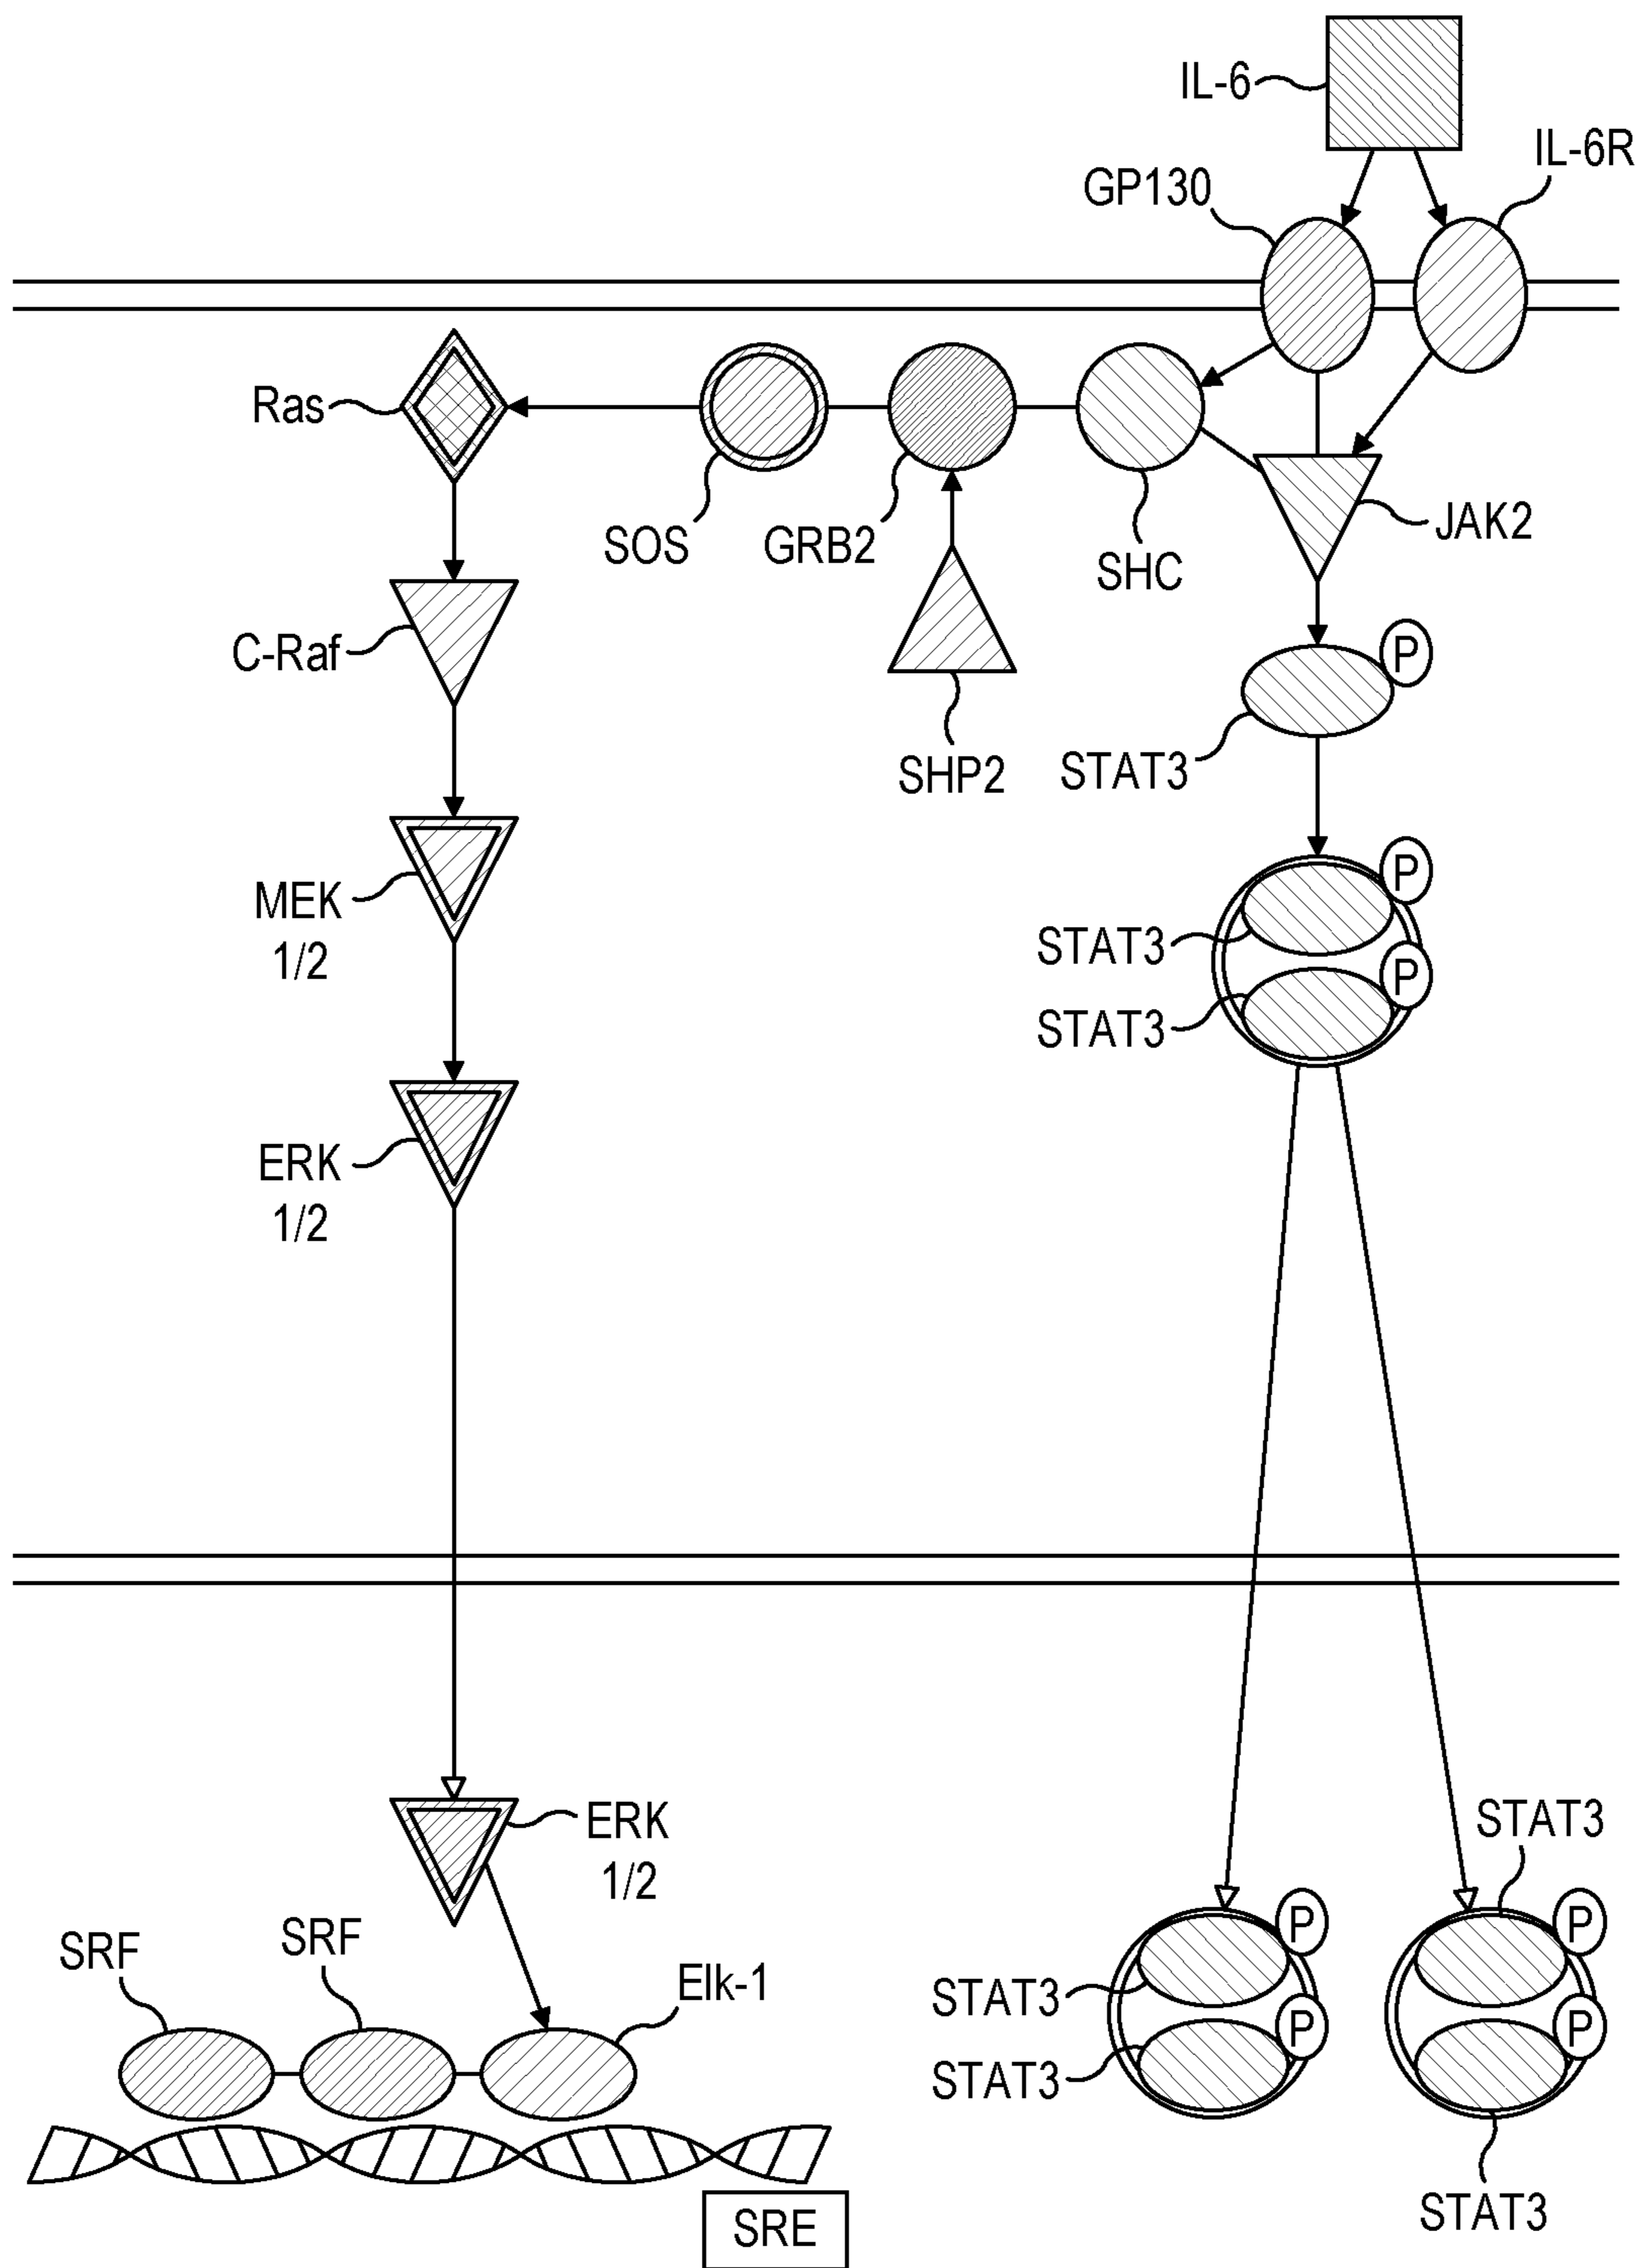 IL-6
IL-6R
GP130
Ras
SOS
GRB2
SHC
JAK2
C-Raf
P
SHP2
STAT3
P
MEK
1/2
STAT3
P
STAT3
ERK
1/2
STAT3
ERK
1/2
P
P
SRF
SRF
Elk-1
STAT3
P
P
STAT3
SRE
STAT3